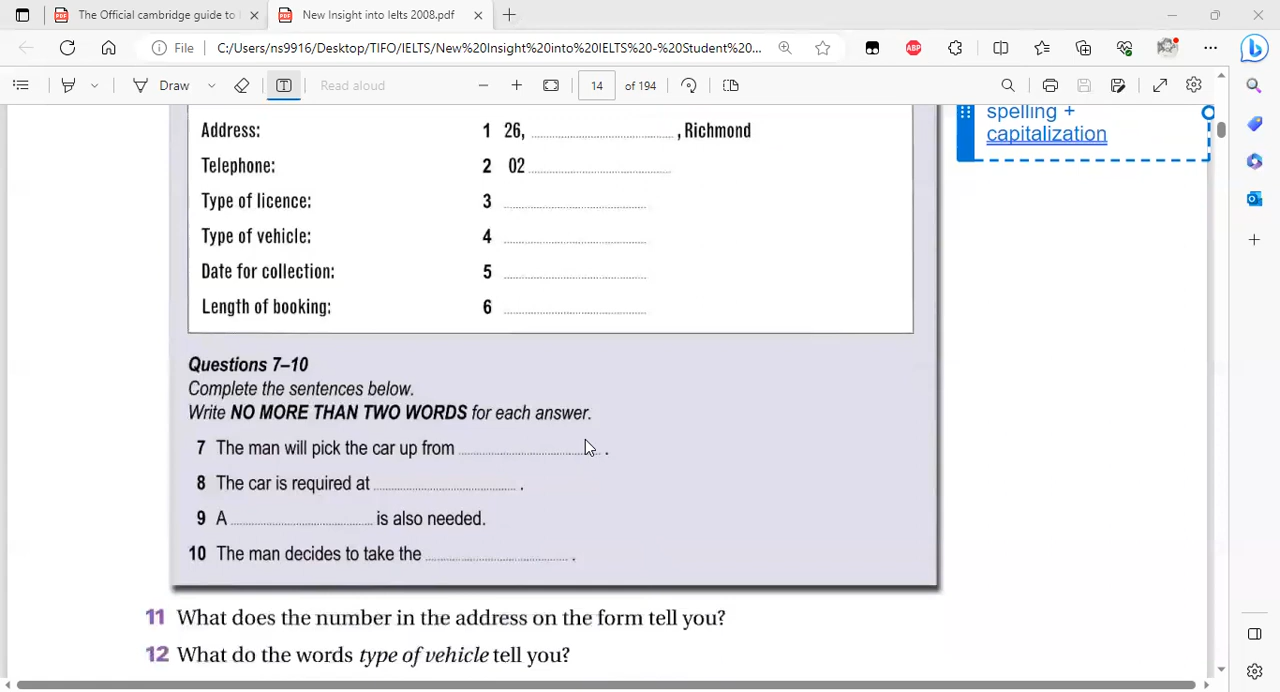 The Official cambridge guide to
New Insight into Ielts 2008.pdf
File
C:/Users/ns9916/Desktop/TIFO/IELTS/New%20Insight%20into%20IELTS%20-%20Student%20...
ABP
Draw
Read aloud
14 of 194
spelling +
capitalization
Address: 1 26, ..................., Richmond
Telephone: 2 02 ...................
Type of licence: 3 ...................
Type of vehicle: 4 ...................
Date for collection: 5 ...................
Length of booking: 6 ...................
Questions 7–10
Complete the sentences below.
Write NO MORE THAN TWO WORDS for each answer.
7 The man will pick the car up from ................... .
8 The car is required at ................... .
9 A ................... is also needed.
10 The man decides to take the ................... .
11 What does the number in the address on the form tell you?
12 What do the words type of vehicle tell you?